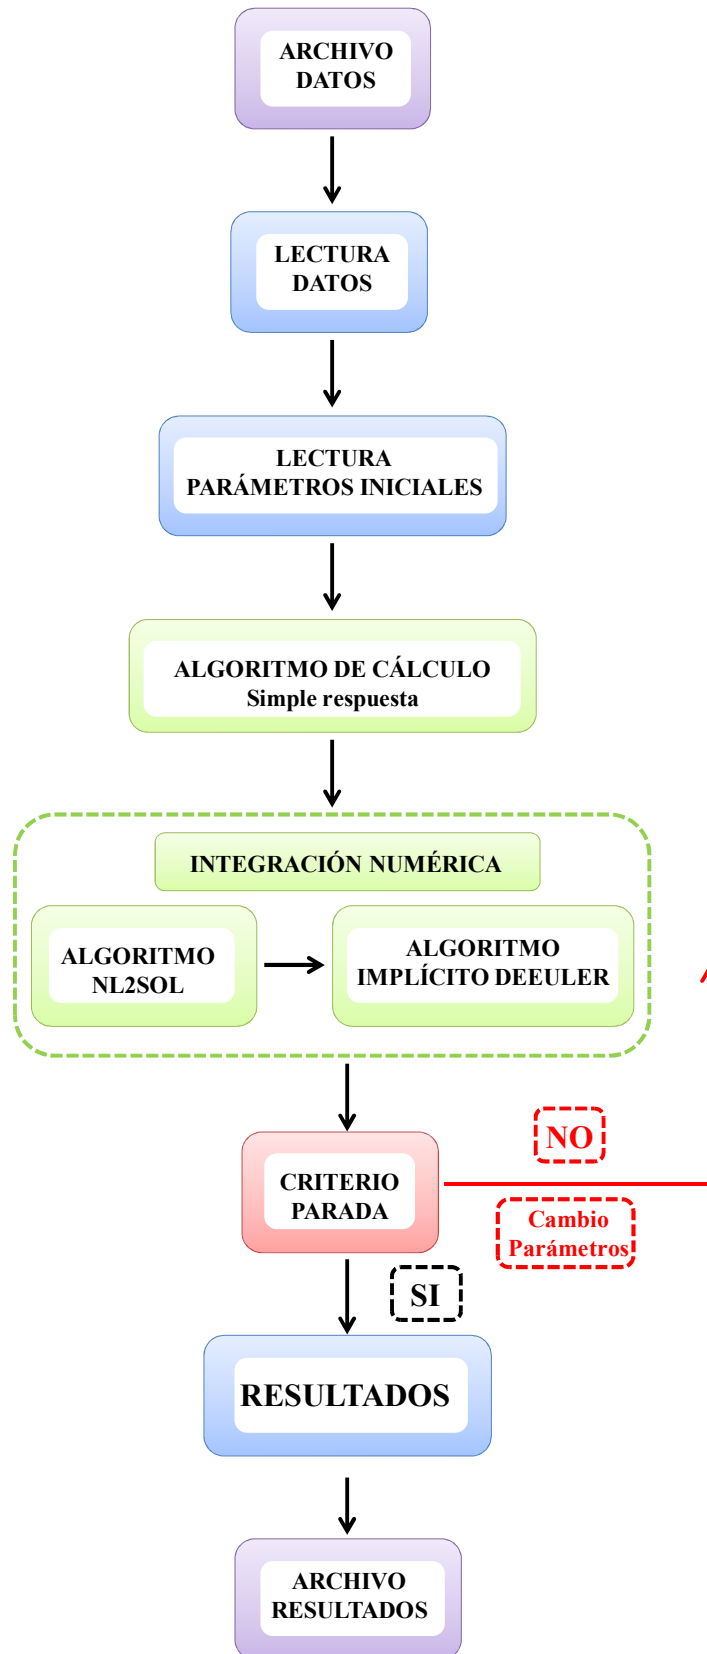 ARCHIVO
DATOS
LECTURA
DATOS
LECTURA
PARÁMETROS INICIALES
ALGORITMO DE CÁLCULO
Simple respuesta
INTEGRACIÓN NUMÉRICA
ALGORITMO
NL2SOL
ALGORITMO
IMPLÍCITO DEEULER
CRITERIO
PARADA
NO
Cambio
Parámetros
SI
RESULTADOS
ARCHIVO
RESULTADOS